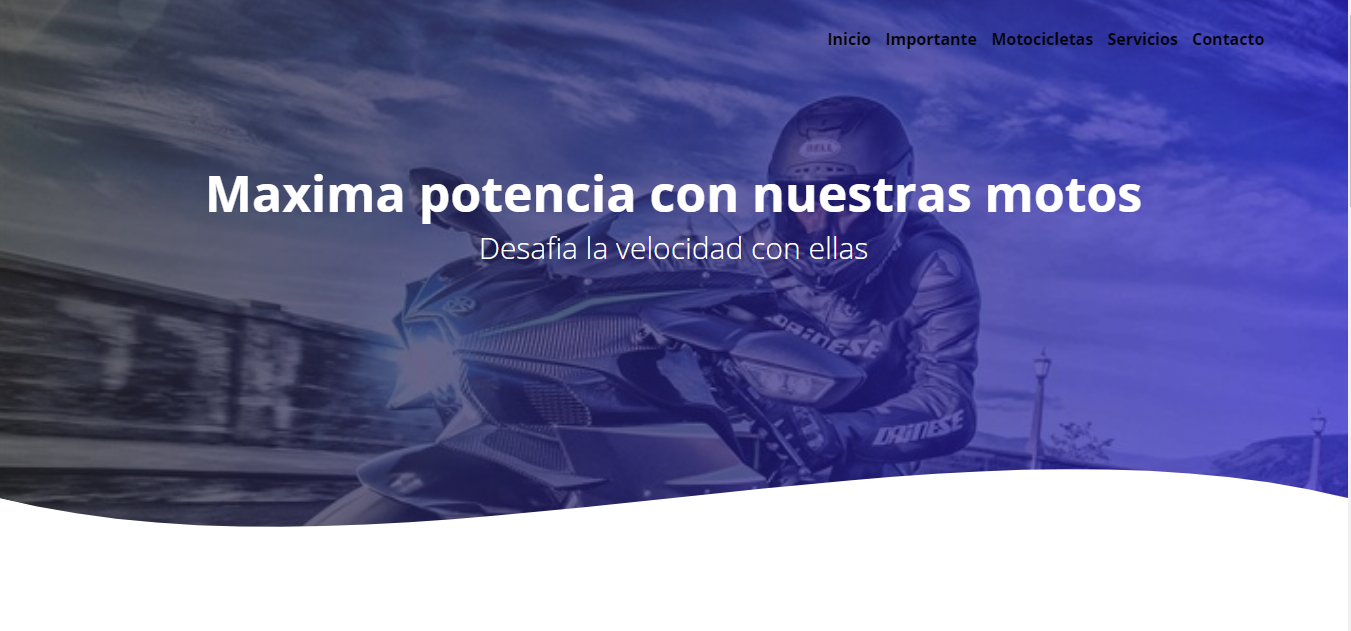 Inicio Importante Motocicletas Servicios Contacto
BELL
Maxima potencia con nuestras motos
Desafia la velocidad con ellas
DAINESE
DAINESE